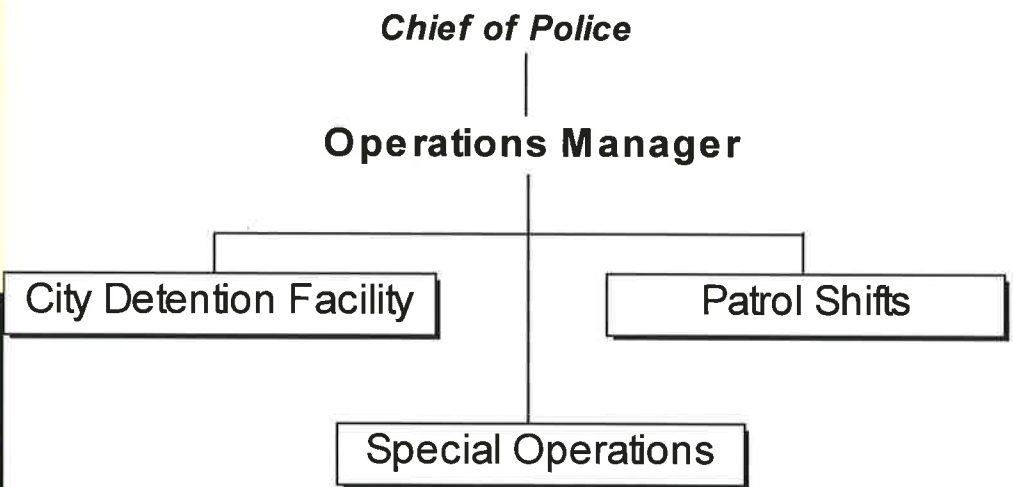 Chief of Police
Operations Manager
City Detention Facility
Patrol Shifts
Special Operations